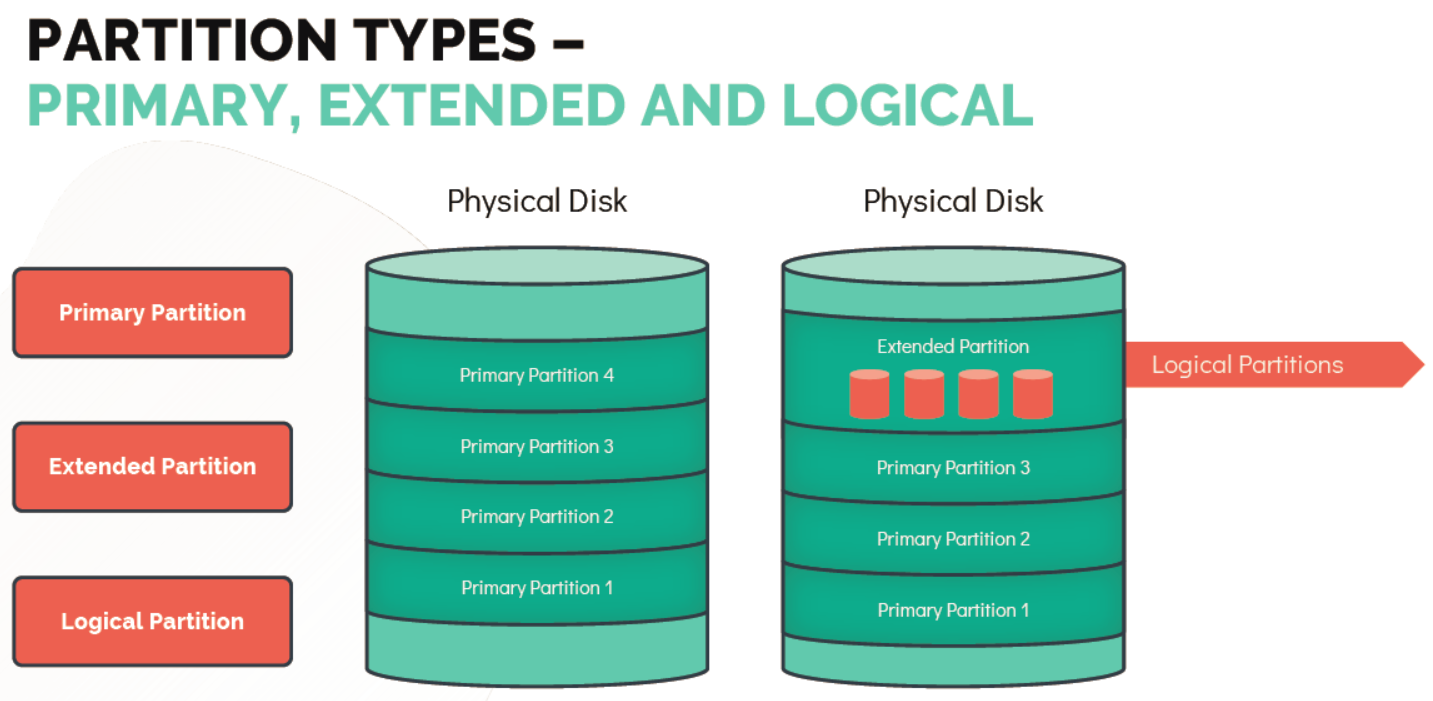 PARTITION TYPES –
PRIMARY, EXTENDED AND LOGICAL
Primary Partition
Extended Partition
Logical Partition
Physical Disk
Primary Partition 4
Primary Partition 3
Primary Partition 2
Primary Partition 1
Physical Disk
Extended Partition
Primary Partition 3
Primary Partition 2
Primary Partition 1
Logical Partitions